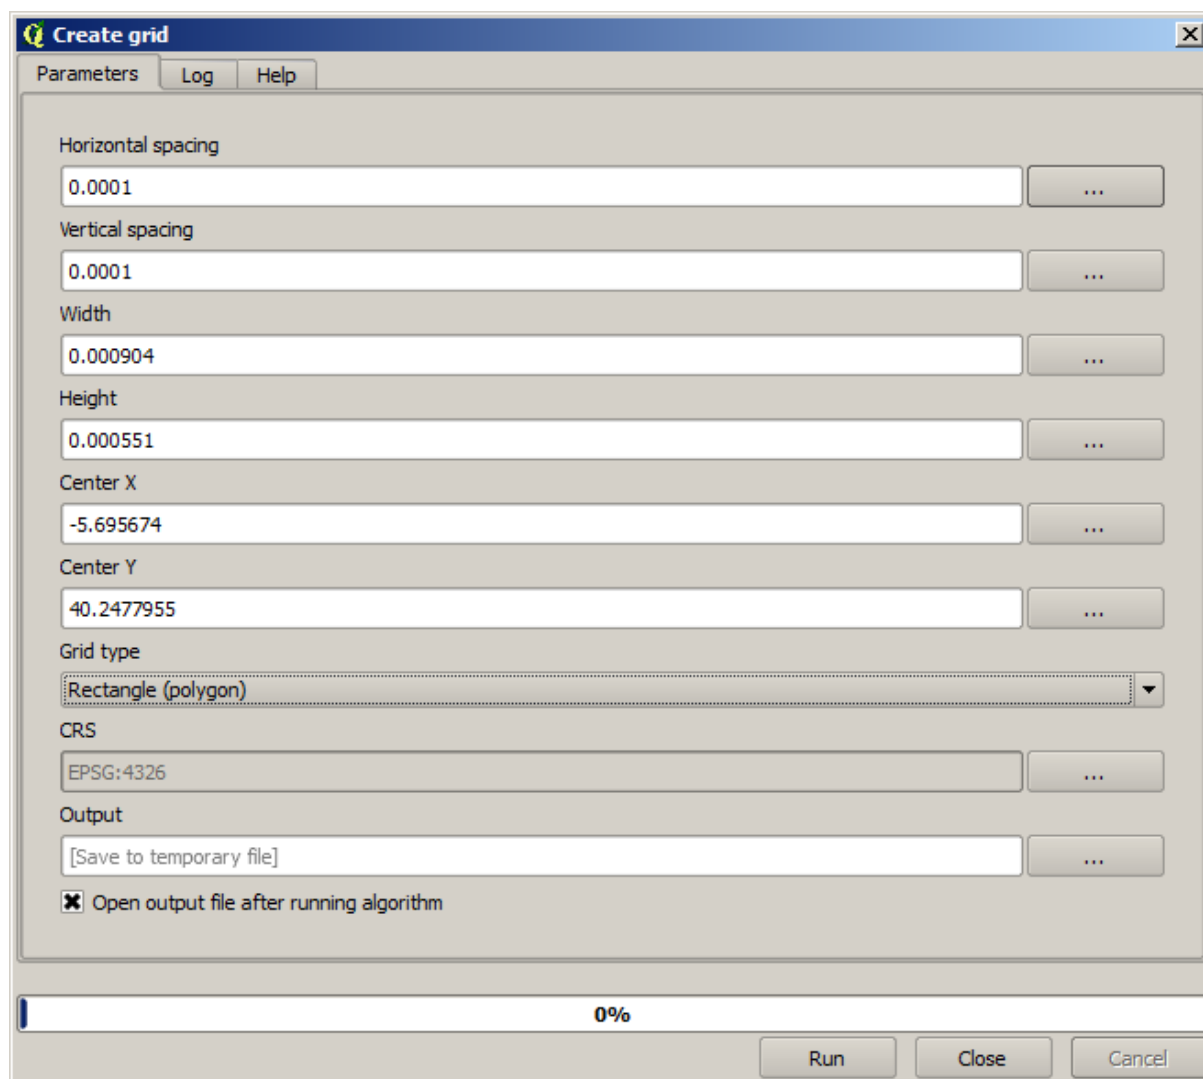 Create grid
Parameters Log Help
Horizontal spacing
0.0001 ...
Vertical spacing
0.0001 ...
Width
0.000904 ...
Height
0.000551 ...
Center X
-5.695674 ...
Center Y
40.2477955 ...
Grid type
Rectangle (polygon)
CRS
EPSG:4326 ...
Output
[Save to temporary file] ...
Open output file after running algorithm
0%
Run Close Cancel